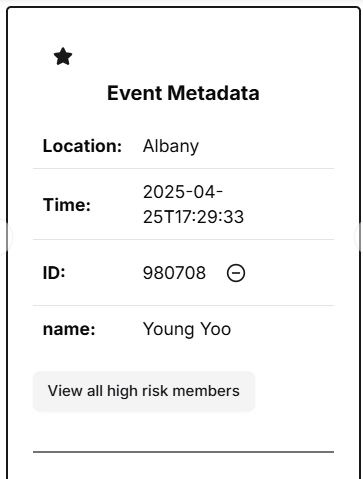 Event Metadata
Location: Albany
Time: 2025-04-
25T17:29:33
ID: 980708
name: Young Yoo
View all high risk members